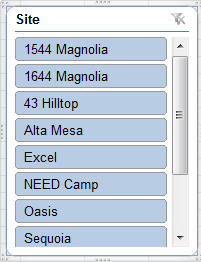 Site
1544 Magnolia
1644 Magnolia
43 Hilltop
Alta Mesa
Excel
NEED Camp
Oasis
Sequoia